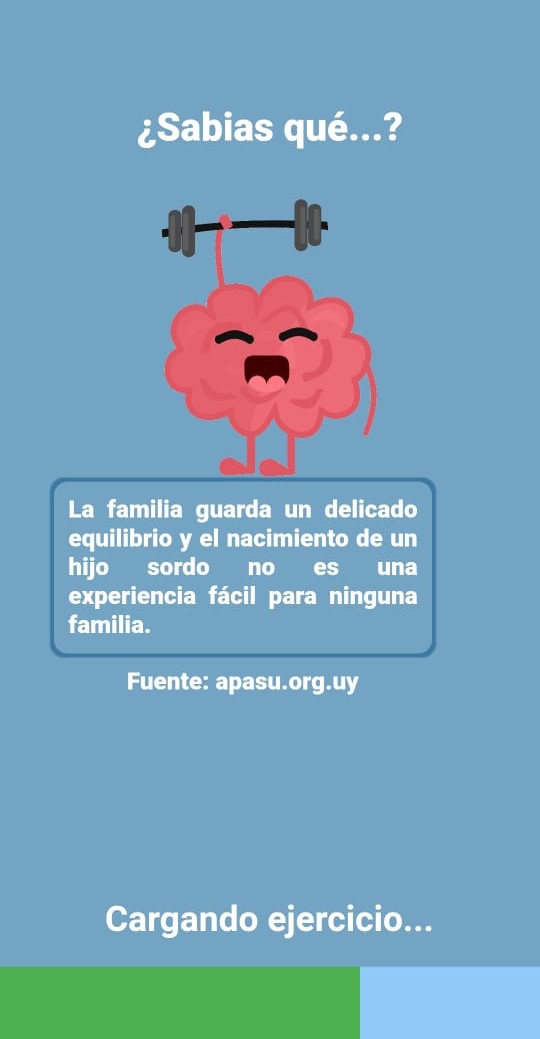 ¿Sabias qué...?
La familia guarda un delicado
equilibrio y el nacimiento de un
hijo sordo no es una
experiencia fácil para ninguna
familia.
Fuente: apasu.org.uy
Cargando ejercicio...